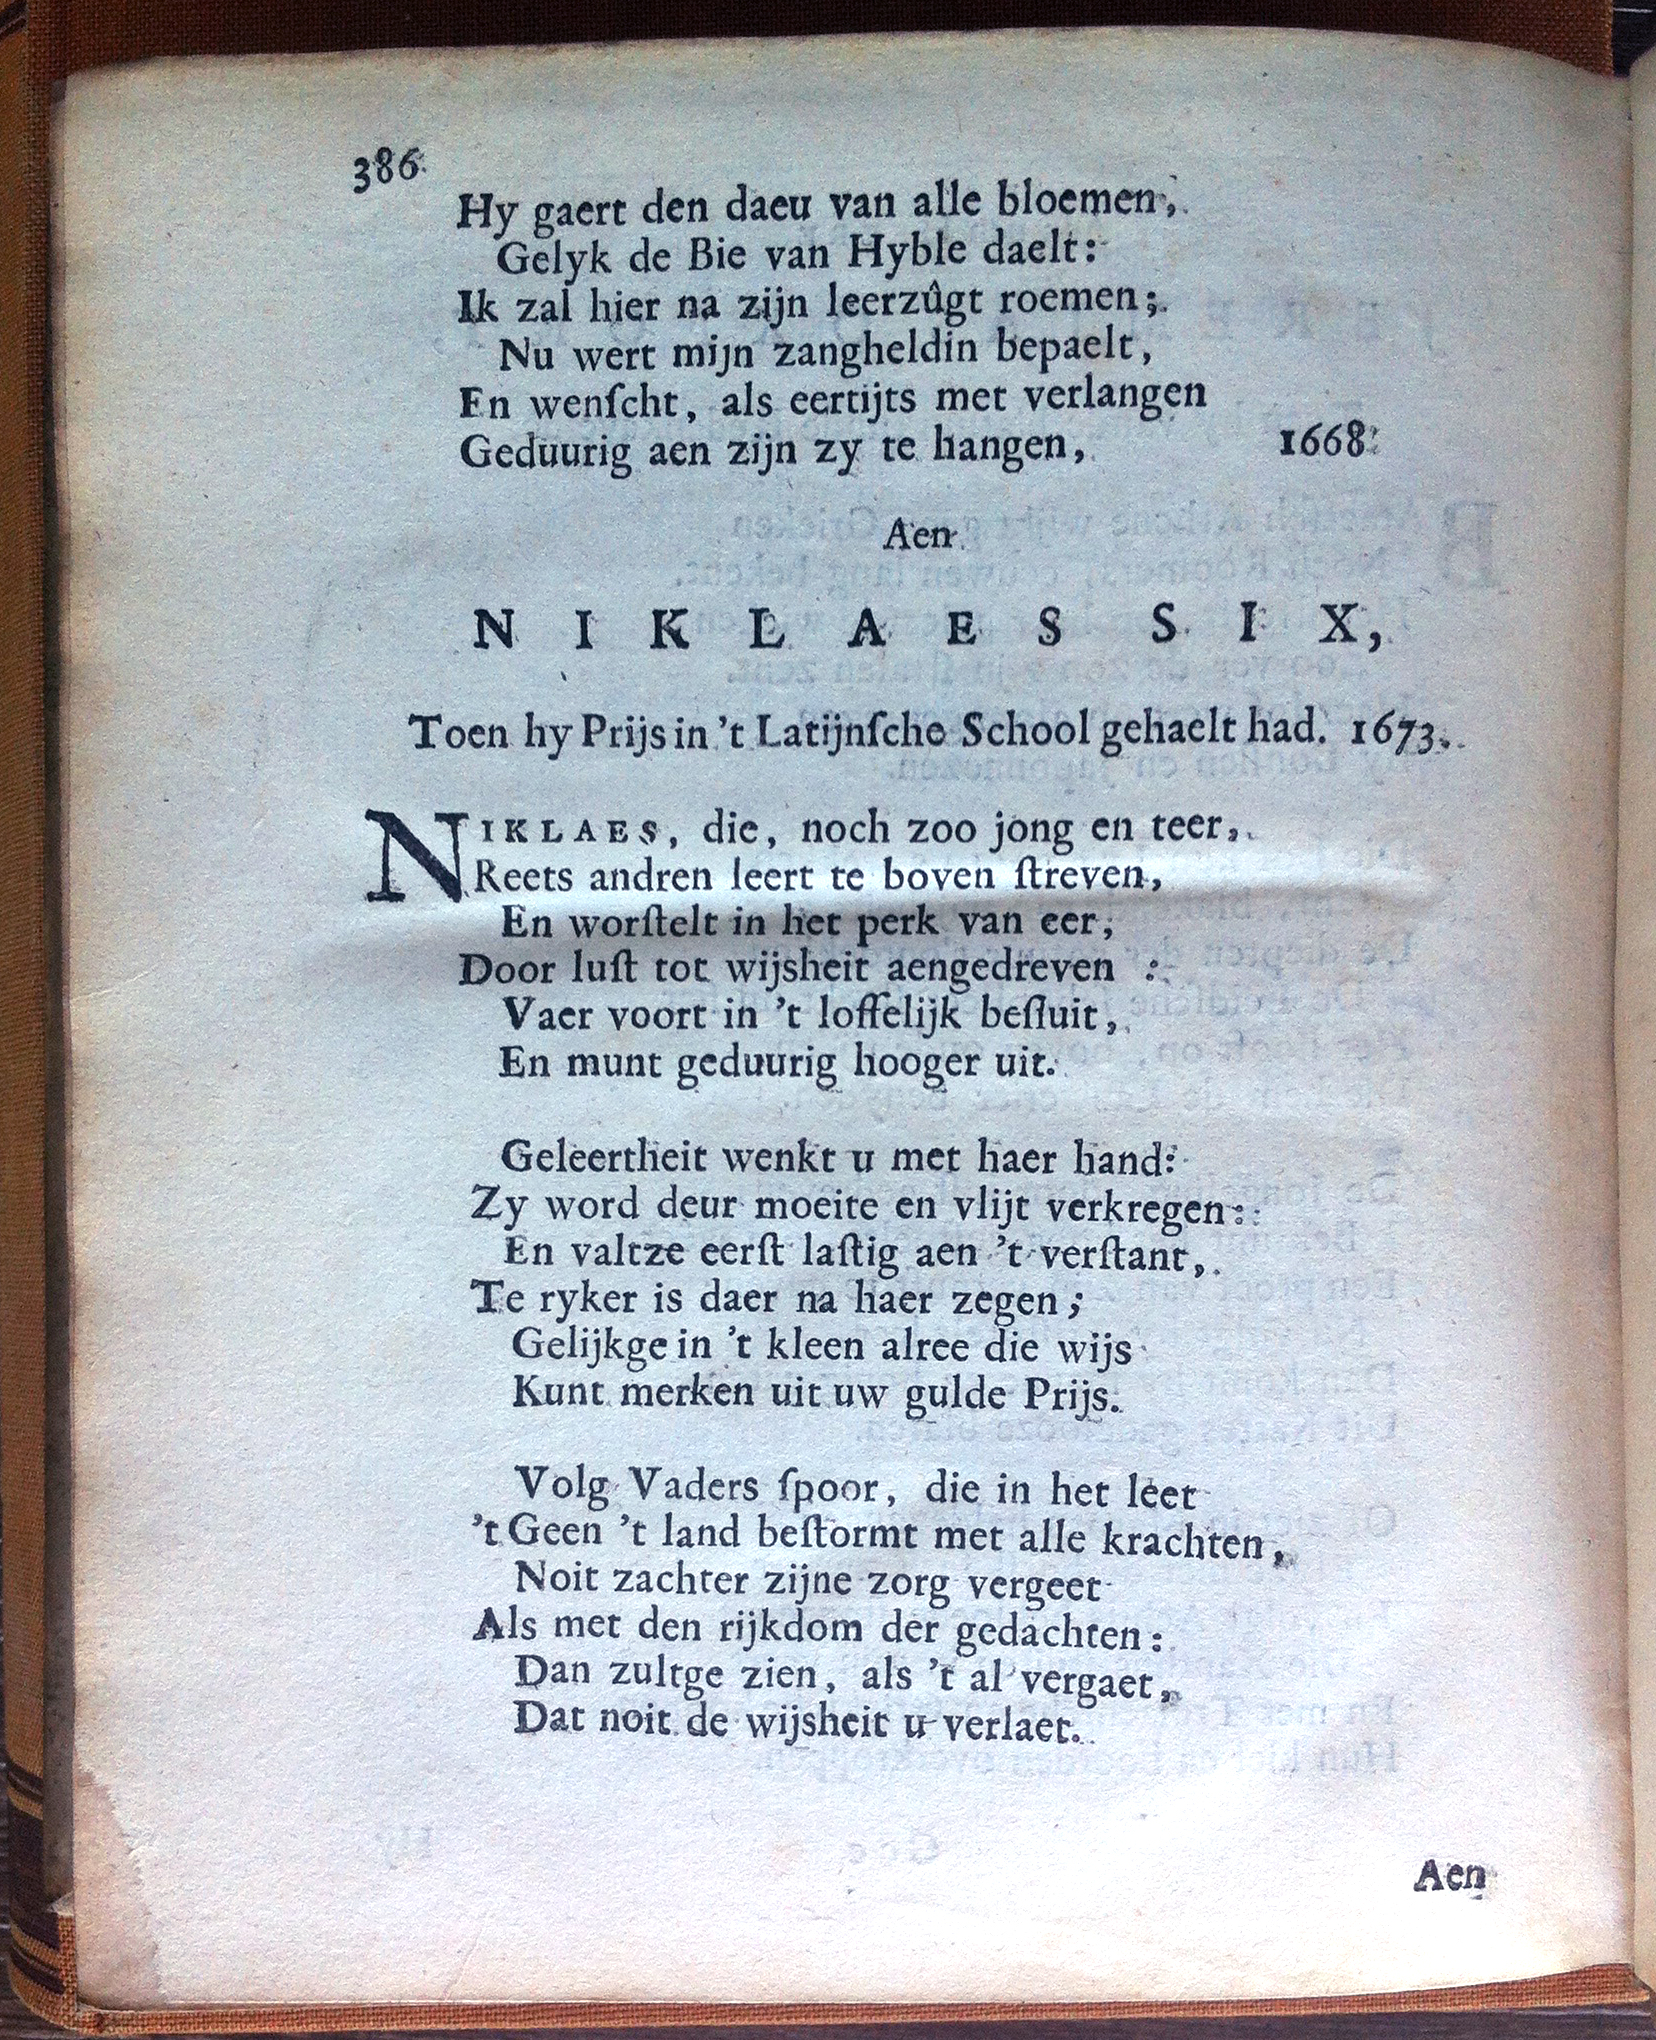 386
Hy gaert den daeu van alle bloemen,
Gelyk de Bie van Hyble daelt:
Ik zal hier na zijn leerzûgt roemen;
Nu wert mijn zangheldin bepaelt,
En wenſcht, als eertijts met verlangen
Geduurig aen zijn zy te hangen, 1668.
Aen
NIKLAES SIX,
Toen hy Prijs in 't Latijnſche School gehaelt had. 1673.
NIKLAES, die, noch zoo jong en teer,
Reets andren leert te boven ſtreven,
En worſtelt in het perk van eer,
Door luſt tot wijsheit aengedreven :
Vaer voort in 't loffelijk beſluit,
En munt geduurig hooger uit.
Geleertheit wenkt u met haer hand:
Zy word deur moeite en vlijt verkregen:
En valtze eerſt laſtig aen 't verſtant,
Te ryker is daer na haer zegen;
Gelijkge in 't kleen alree die wijs
Kunt merken uit uw gulde Prijs.
Volg Vaders ſpoor, die in het leet
't Geen 't land beſtormt met alle krachten,
Noit zachter zijne zorg vergeet
Als met den rijkdom der gedachten:
Dan zultge zien, als 't al vergaet,
Dat noit de wijsheit u verlaet.
Aen